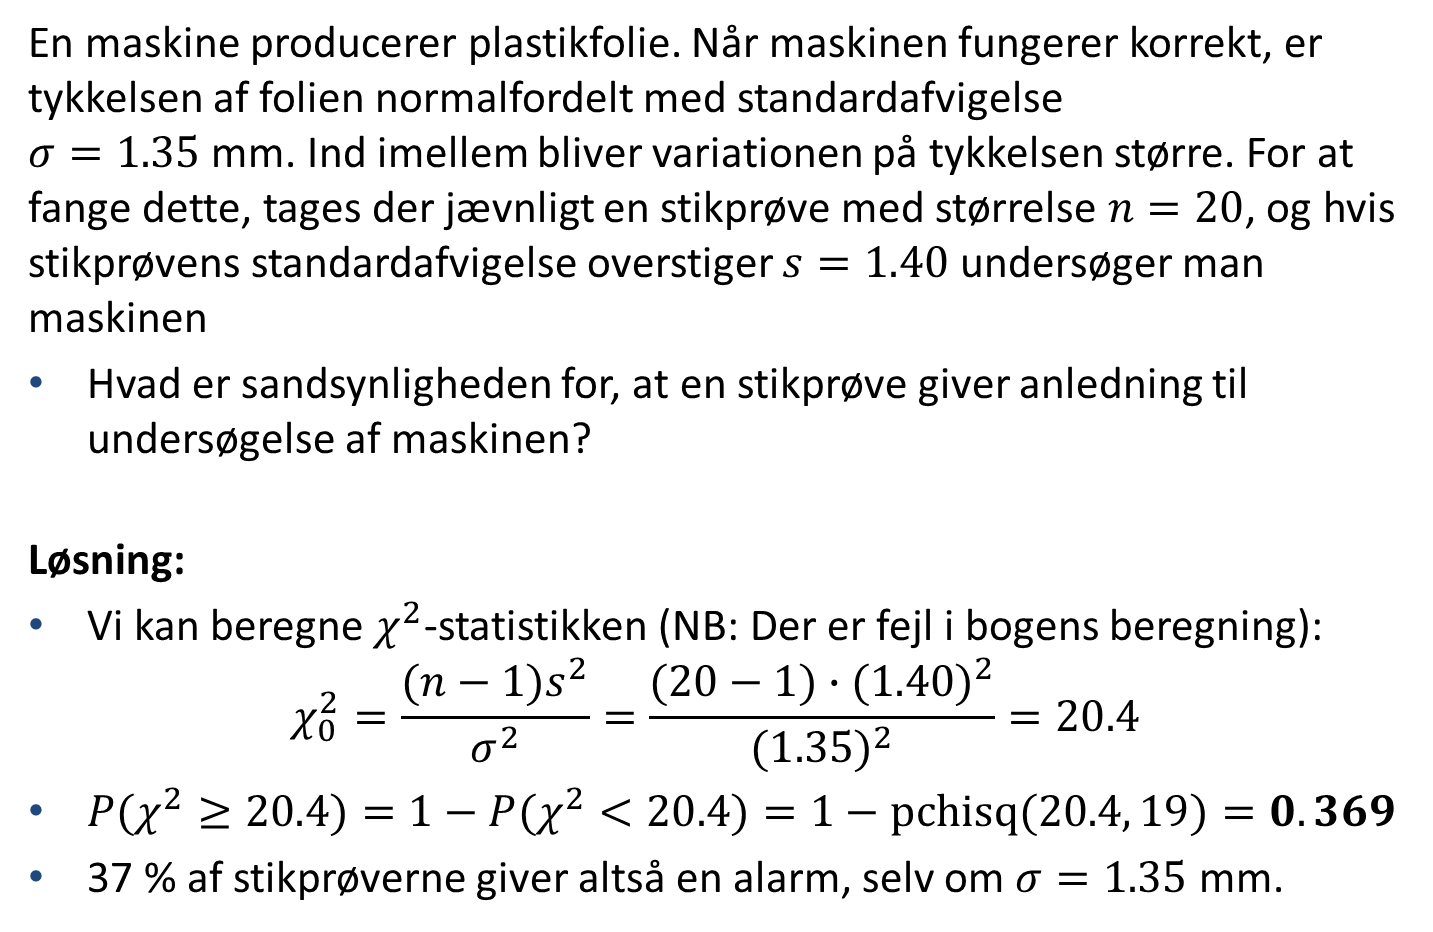 En maskine producerer plastikfolie. Når maskinen fungerer korrekt, er
tykkelsen af folien normalfordelt med standardafvigelse
σ = 1.35 mm. Ind imellem bliver variationen på tykkelsen større. For at
fange dette, tages der jævnligt en stikprøve med størrelse n = 20, og hvis
stikprøvens standardafvigelse overstiger s = 1.40 undersøger man
maskinen
• Hvad er sandsynligheden for, at en stikprøve giver anledning til
undersøgelse af maskinen?
Løsning:
• Vi kan beregne χ²-statistikken (NB: Der er fejl i bogens beregning):
χ₀² = (n − 1)s² / σ² = (20 − 1) · (1.40)² / (1.35)² = 20.4
• P(χ² ≥ 20.4) = 1 − P(χ² < 20.4) = 1 − pchisq(20.4, 19) = 0.369
• 37 % af stikprøverne giver altså en alarm, selv om σ = 1.35 mm.